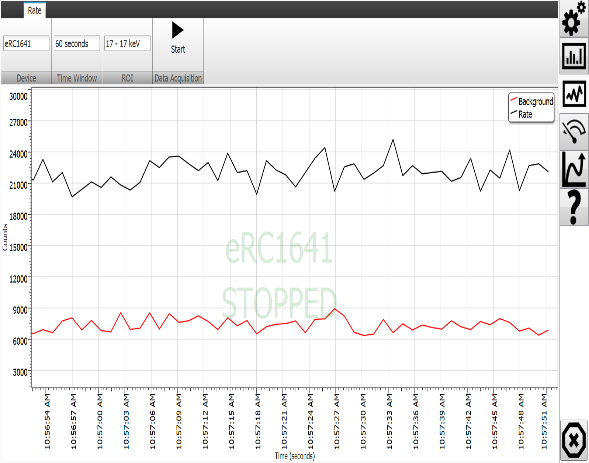 Rate
eRC1641
60 seconds
17 - 17 keV
Start
Device
Time Window
ROI
Data Acquisition
30000
27000
24000
21000
18000
15000
12000
9000
6000
3000
Counts
Background
Rate
eRC1641
STOPPED
10:56:54 AM
10:56:57 AM
10:57:00 AM
10:57:03 AM
10:57:06 AM
10:57:09 AM
10:57:12 AM
10:57:15 AM
10:57:18 AM
10:57:21 AM
10:57:24 AM
10:57:27 AM
10:57:30 AM
10:57:33 AM
10:57:36 AM
10:57:39 AM
10:57:42 AM
10:57:45 AM
10:57:48 AM
10:57:51 AM
Time (seconds)
?